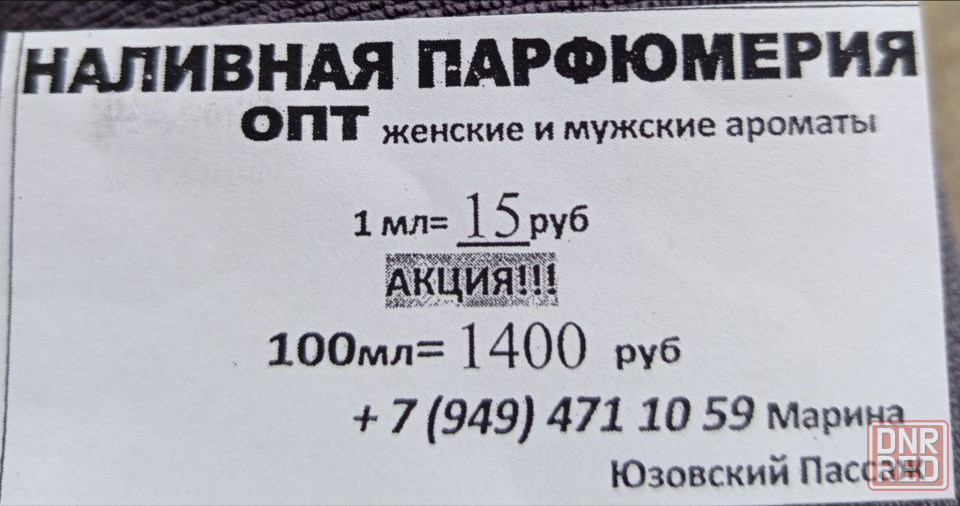 НАЛИВНАЯ ПАРФЮМЕРИЯ
ОПТ женские и мужские ароматы
1 мл= 15 руб
АКЦИЯ!!!
100мл= 1400 руб
+ 7 (949) 471 10 59 Марина
Юзовский Пассаж
DNR